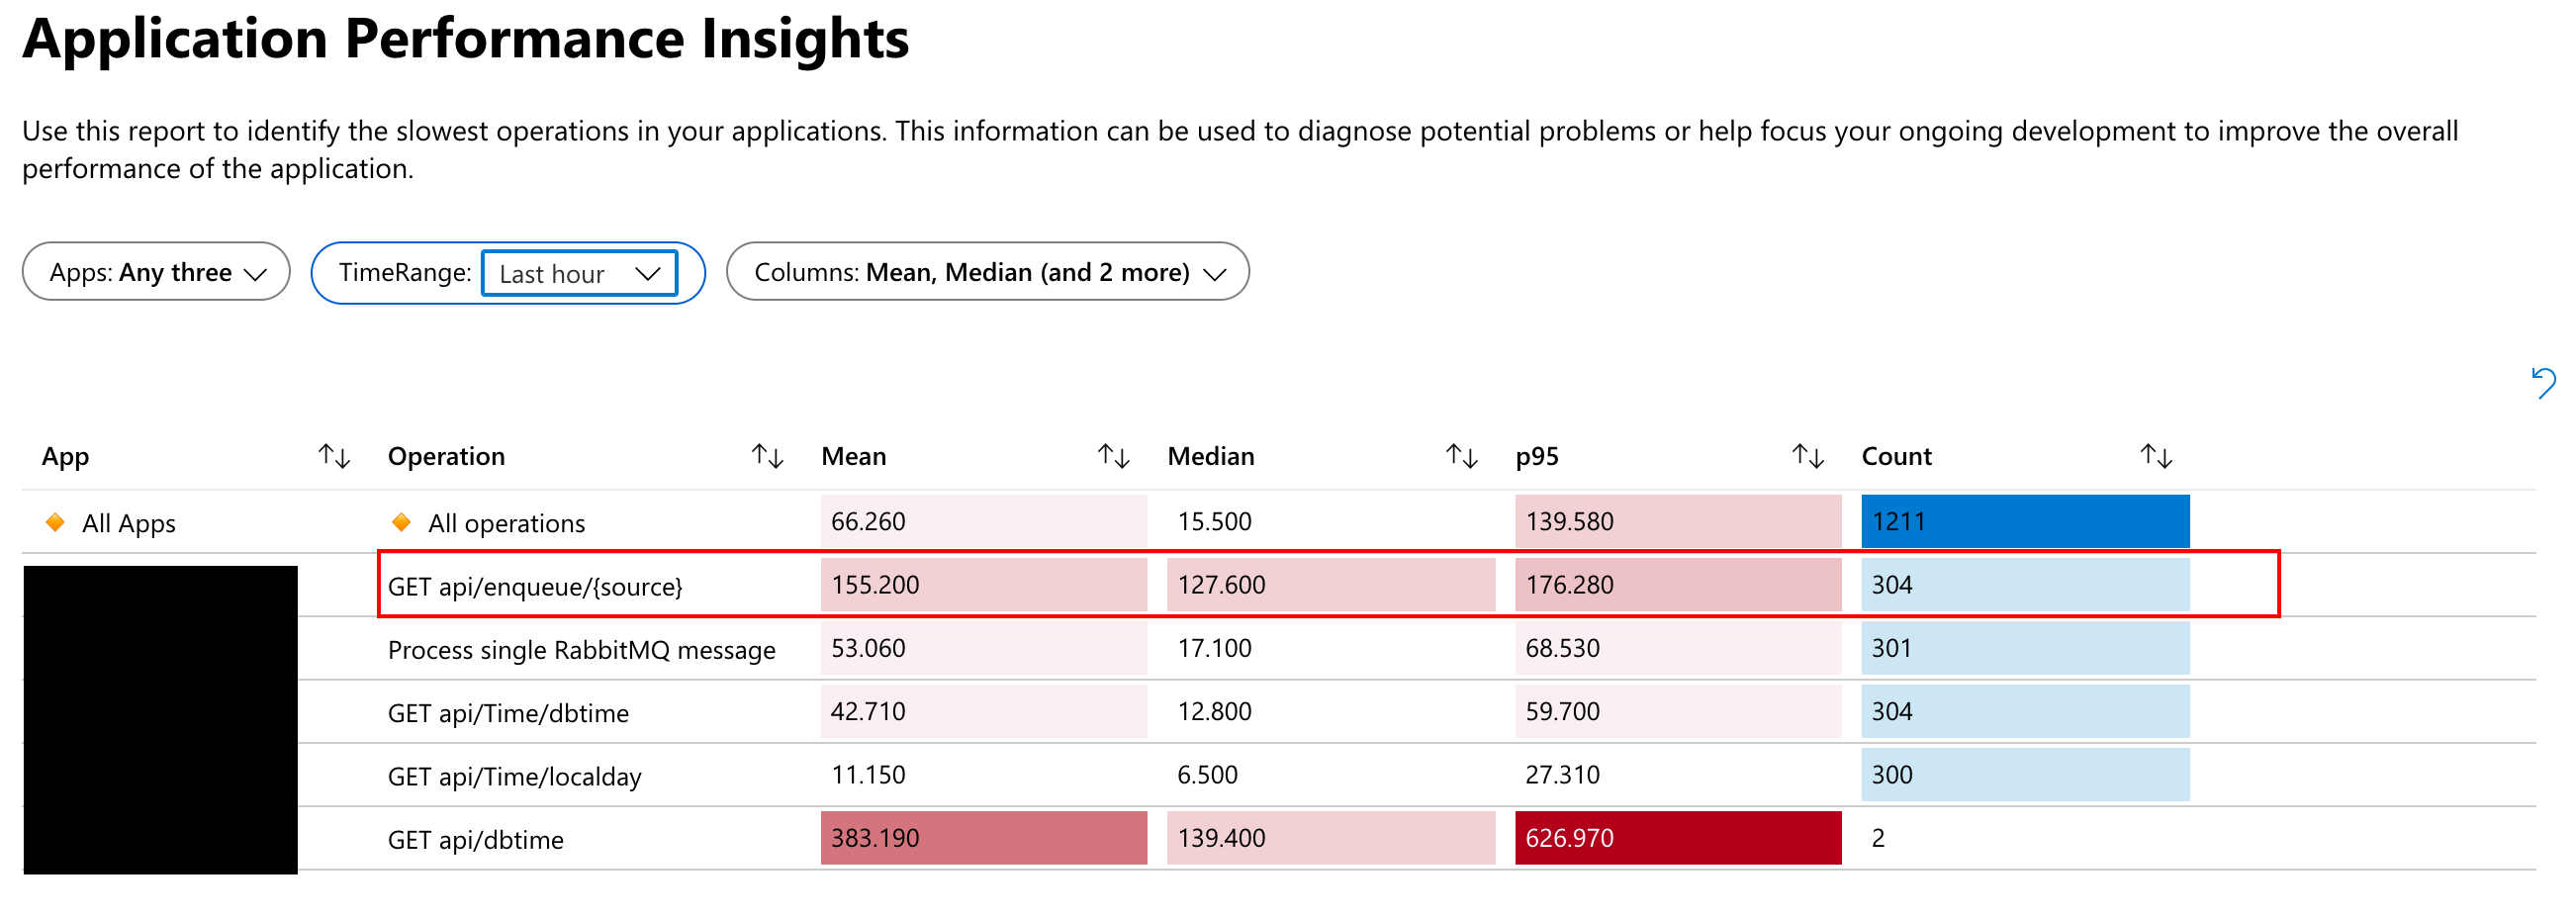 Application Performance Insights
Use this report to identify the slowest operations in your applications. This information can be used to diagnose potential problems or help focus your ongoing development to improve the overall
performance of the application.
Apps: Any three TimeRange: Last hour Columns: Mean, Median (and 2 more)
App Operation Mean Median p95 Count
All Apps All operations 66.260 15.500 139.580 1211
GET api/enqueue/{source} 155.200 127.600 176.280 304
Process single RabbitMQ message 53.060 17.100 68.530 301
GET api/Time/dbtime 42.710 12.800 59.700 304
GET api/Time/localday 11.150 6.500 27.310 300
GET api/dbtime 383.190 139.400 626.970 2